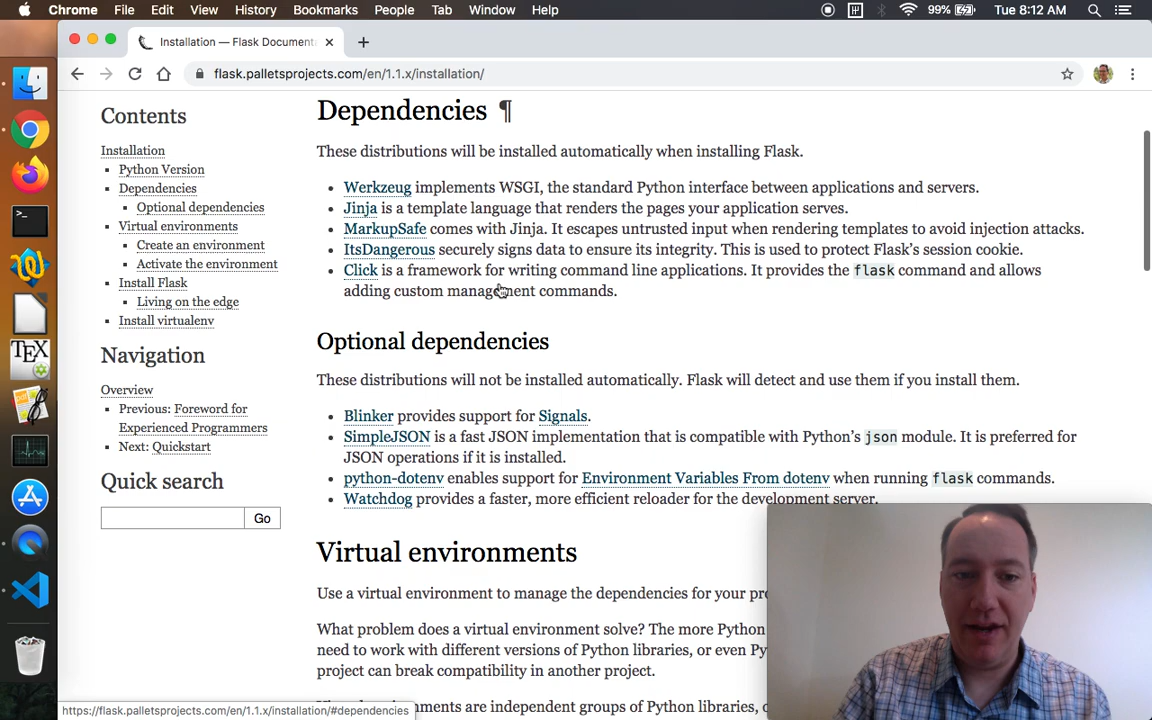 Chrome File Edit View History Bookmarks People Tab Window Help 99% Tue 8:12 AM
Installation — Flask Document
flask.palletsprojects.com/en/1.1.x/installation/
Contents
Installation
Python Version
Dependencies
Optional dependencies
Virtual environments
Create an environment
Activate the environment
Install Flask
Living on the edge
Install virtualenv
Navigation
Overview
Previous: Foreword for
Experienced Programmers
Next: Quickstart
Quick search
Go
Dependencies ¶
These distributions will be installed automatically when installing Flask.
Werkzeug implements WSGI, the standard Python interface between applications and servers.
Jinja is a template language that renders the pages your application serves.
MarkupSafe comes with Jinja. It escapes untrusted input when rendering templates to avoid injection attacks.
ItsDangerous securely signs data to ensure its integrity. This is used to protect Flask’s session cookie.
Click is a framework for writing command line applications. It provides the flask command and allows
adding custom management commands.
Optional dependencies
These distributions will not be installed automatically. Flask will detect and use them if you install them.
Blinker provides support for Signals.
SimpleJSON is a fast JSON implementation that is compatible with Python’s json module. It is preferred for
JSON operations if it is installed.
python-dotenv enables support for Environment Variables From dotenv when running flask commands.
Watchdog provides a faster, more efficient reloader for the development server.
Virtual environments
Use a virtual environment to manage the dependencies for your
What problem does a virtual environment solve? The more Python
need to work with different versions of Python libraries, or even
project can break compatibility in another project.
environments are independent groups of Python libraries,
https://flask.palletsprojects.com/en/1.1.x/installation/#dependencies
TEX